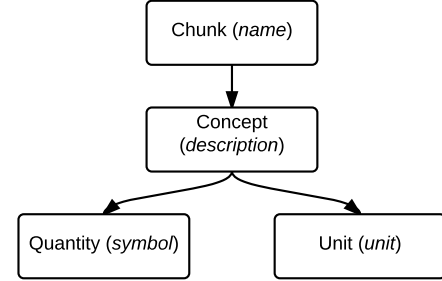 Chunk (name)
Concept
(description)
Quantity (symbol)
Unit (unit)